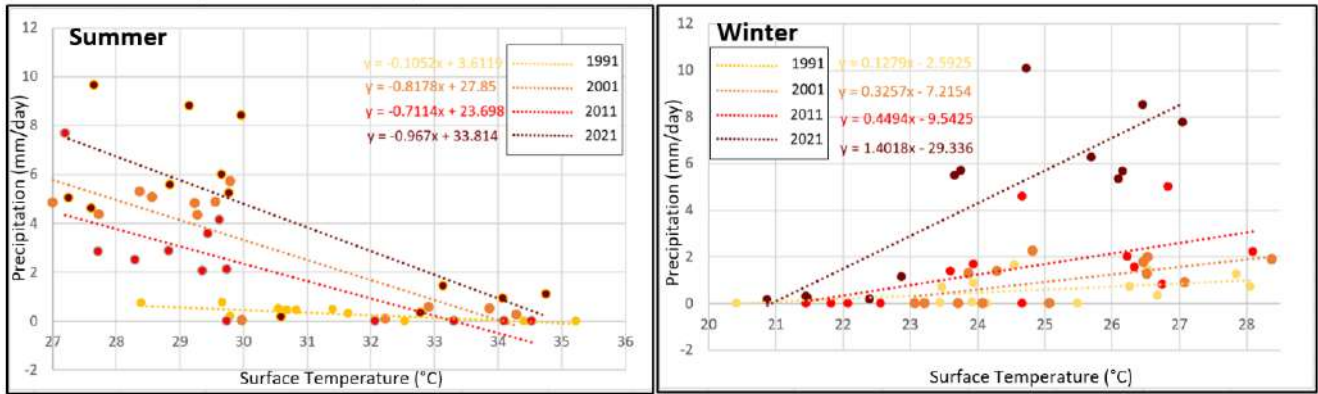 Summer
y = -0.1052x + 3.6119
y = -0.8178x + 27.85
y = -0.7114x + 23.698
y = -0.967x + 33.814
1991
2001
2011
2021
12
10
8
6
4
2
0
-2
27 28 29 30 31 32 33 34 35 36
Precipitation (mm/day)
Surface Temperature (°C)
Winter
1991
2001
2011
2021
y = 0.1279x - 2.5925
y = 0.3257x - 7.2154
y = 0.4494x - 9.5425
y = 1.4018x - 29.336
12
10
8
6
4
2
0
-2
20 21 22 23 24 25 26 27 28
Precipitation (mm/day)
Surface Temperature (°C)